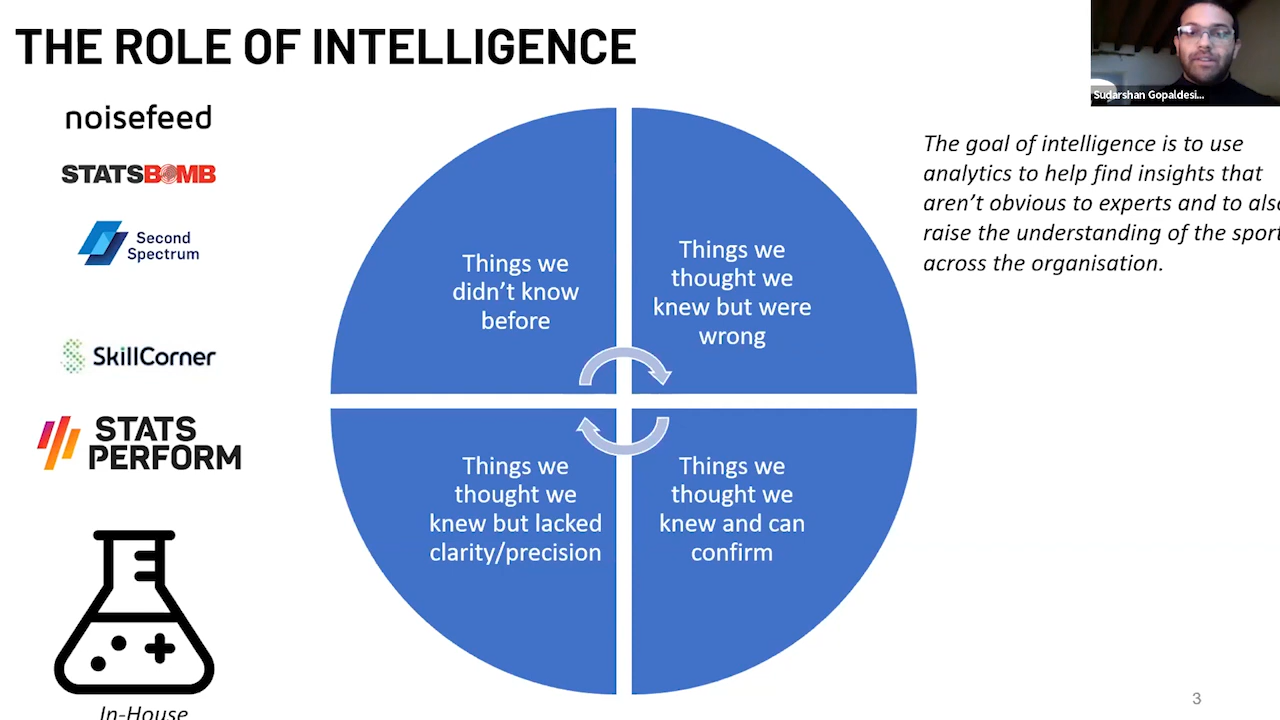 THE ROLE OF INTELLIGENCE
noisefeed
STATSBOMB
Second
Spectrum
SkillCorner
STATS
PERFORM
In-House
Things we
didn't know
before
Things we
thought we
knew but were
wrong
Things we
thought we
knew but lacked
clarity/precision
Things we
thought we
knew and can
confirm
Sudarshan Gopaldesi...
The goal of intelligence is to use
analytics to help find insights that
aren't obvious to experts and to also
raise the understanding of the sport
across the organisation.
3